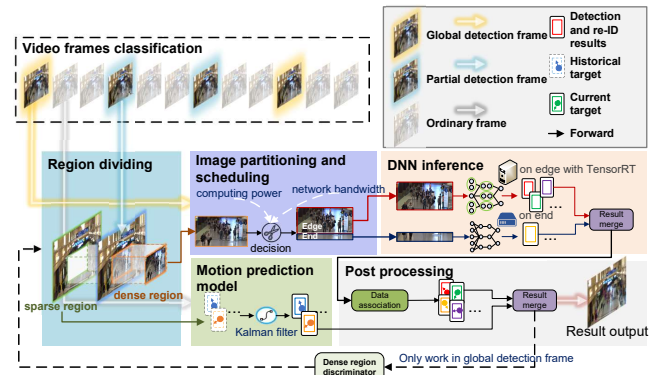 Video frames classification
Global detection frame
Partial detection frame
Ordinary frame
Detection
and re-ID
results
Historical
target
Current
target
Forward
Region dividing
sparse region
dense region
Image partitioning and
scheduling
computing power
network bandwidth
decision
Edge
End
DNN inference
on edge with TensorRT
on end
...
...
Result
merge
Motion prediction
model
...
...
Kalman filter
Post processing
Data
association
...
Result
merge
Result output
Only work in global detection frame
Dense region
discriminator